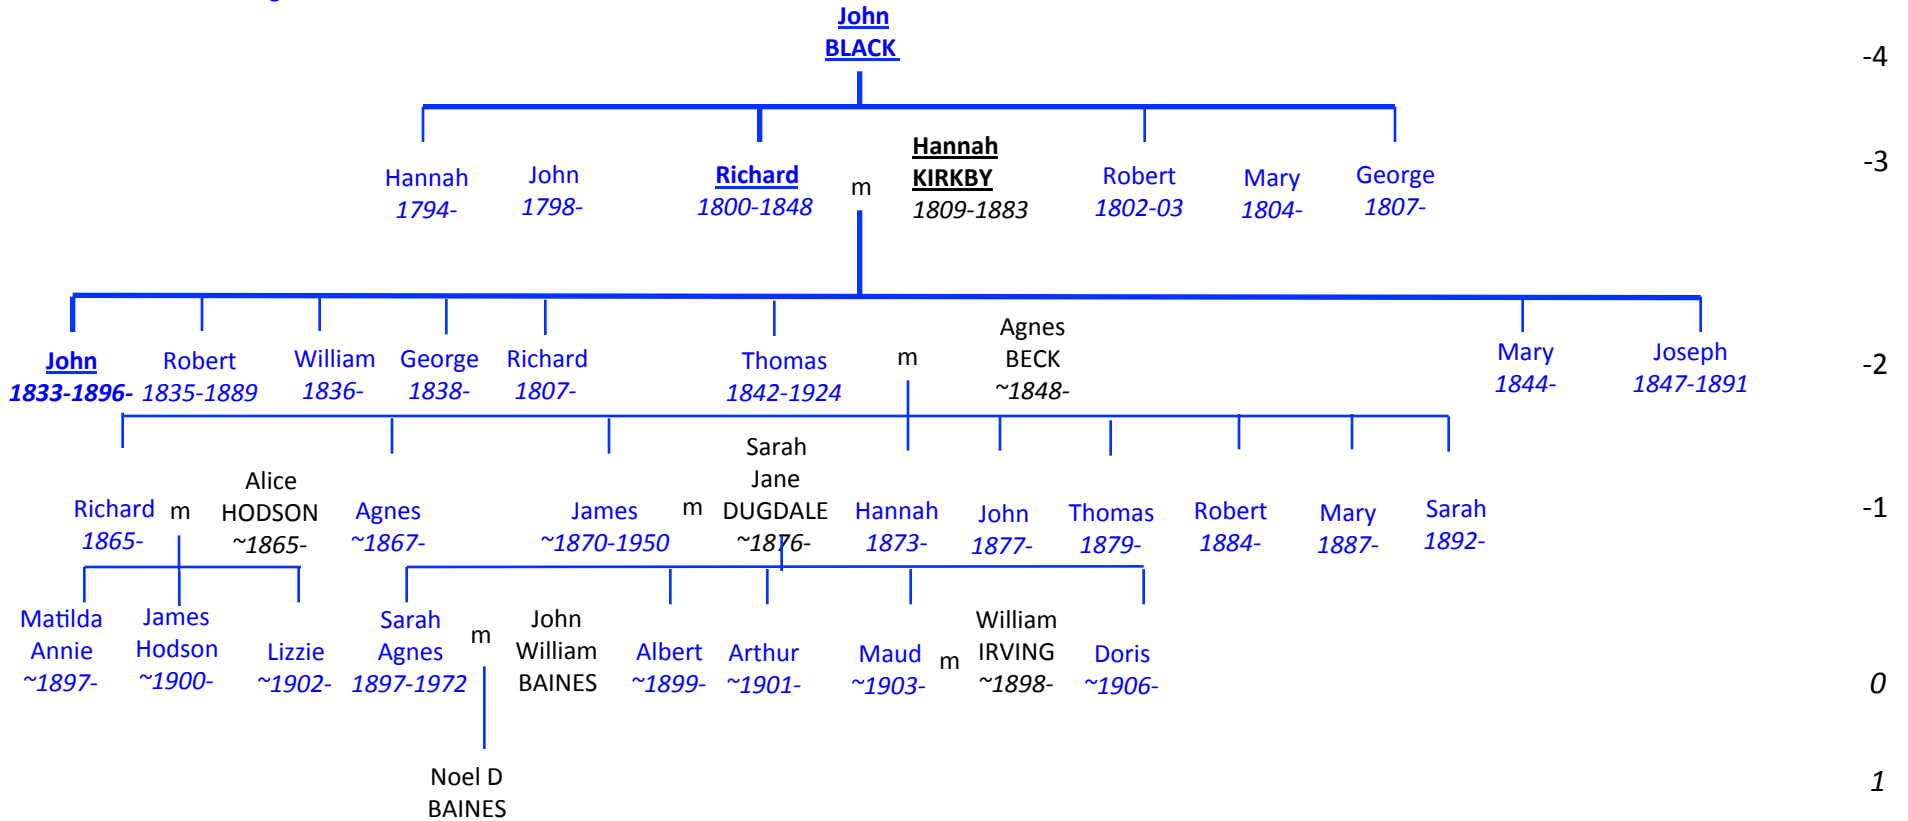 John
BLACK
-4
Hannah
1794-
John
1798-
Richard
1800-1848
m
Hannah
KIRKBY
1809-1883
Robert
1802-03
Mary
1804-
George
1807-
-3
John
1833-1896-
Robert
1835-1889
William
1836-
George
1838-
Richard
1807-
Thomas
1842-1924
m
Agnes
BECK
~1848-
Mary
1844-
Joseph
1847-1891
-2
Richard
1865-
m
Alice
HODSON
~1865-
Agnes
~1867-
James
~1870-1950
m
Sarah
Jane
DUGDALE
~1876-
Hannah
1873-
John
1877-
Thomas
1879-
Robert
1884-
Mary
1887-
Sarah
1892-
-1
Matilda
Annie
~1897-
James
Hodson
~1900-
Lizzie
~1902-
Sarah
Agnes
1897-1972
m
John
William
BAINES
Albert
~1899-
Arthur
~1901-
Maud
~1903-
m
William
IRVING
~1898-
Doris
~1906-
0
Noel D
BAINES
1